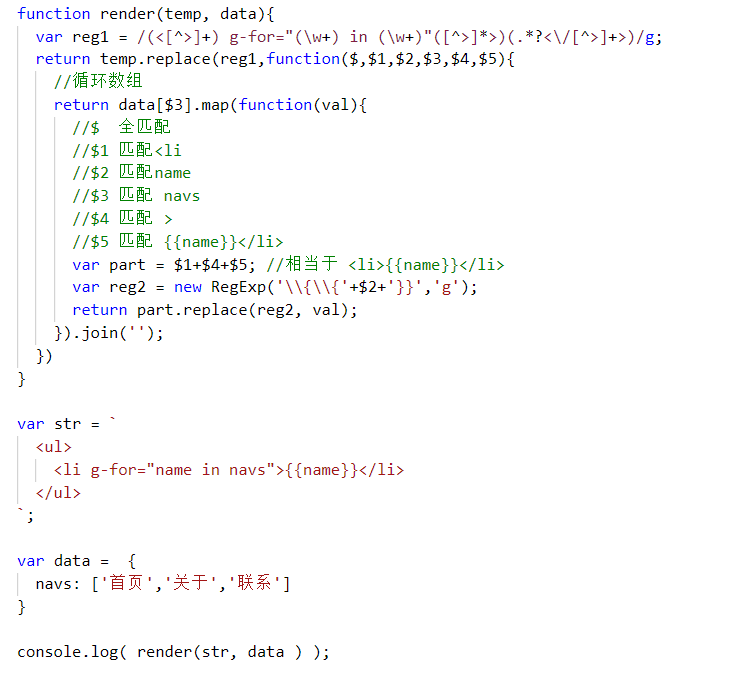 function render(temp, data){
  var reg1 = /(<[^>]+) g-for="(\w+) in (\w+)"([^>]*>)(.*?<\/[^>]+>)/g;
  return temp.replace(reg1,function($,$1,$2,$3,$4,$5){
    //循环数组
    return data[$3].map(function(val){
      //$  全匹配
      //$1 匹配<li
      //$2 匹配name
      //$3 匹配 navs
      //$4 匹配 >
      //$5 匹配 {{name}}</li>
      var part = $1+$4+$5; //相当于 <li>{{name}}</li>
      var reg2 = new RegExp('\\{\\{'+$2+'}}','g');
      return part.replace(reg2, val);
    }).join('');
  })
}

var str = `
  <ul>
    <li g-for="name in navs">{{name}}</li>
  </ul>
`;

var data =  {
  navs: ['首页','关于','联系']
}

console.log( render(str, data ) );